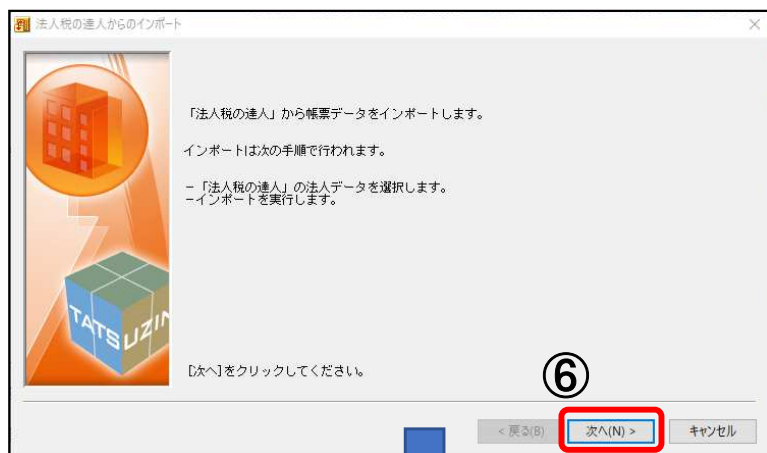 法人税の達人からのインポート
「法人税の達人」から帳票データをインポートします。
インポートは次の手順で行われます。
－「法人税の達人」の法人データを選択します。
－インポートを実行します。
TATSUZIN
[次へ]をクリックしてください。
⑥
< 戻る(B)
次へ(N) >
キャンセル